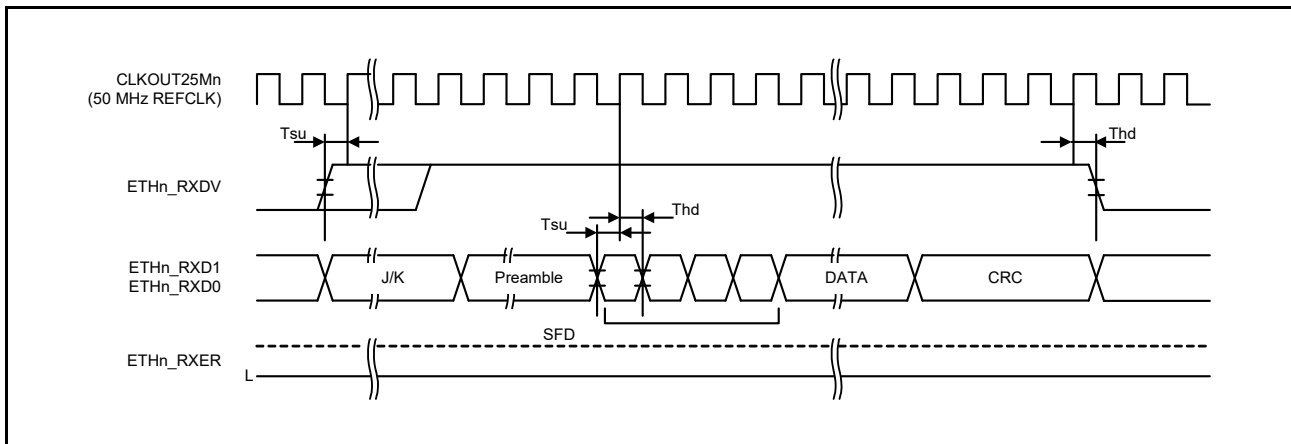 CLKOUT25Mn
(50 MHz REFCLK)
Tsu
Thd
ETHn_RXDV
Tsu
Thd
ETHn_RXD1
ETHn_RXD0
J/K
Preamble
DATA
CRC
SFD
ETHn_RXER
L